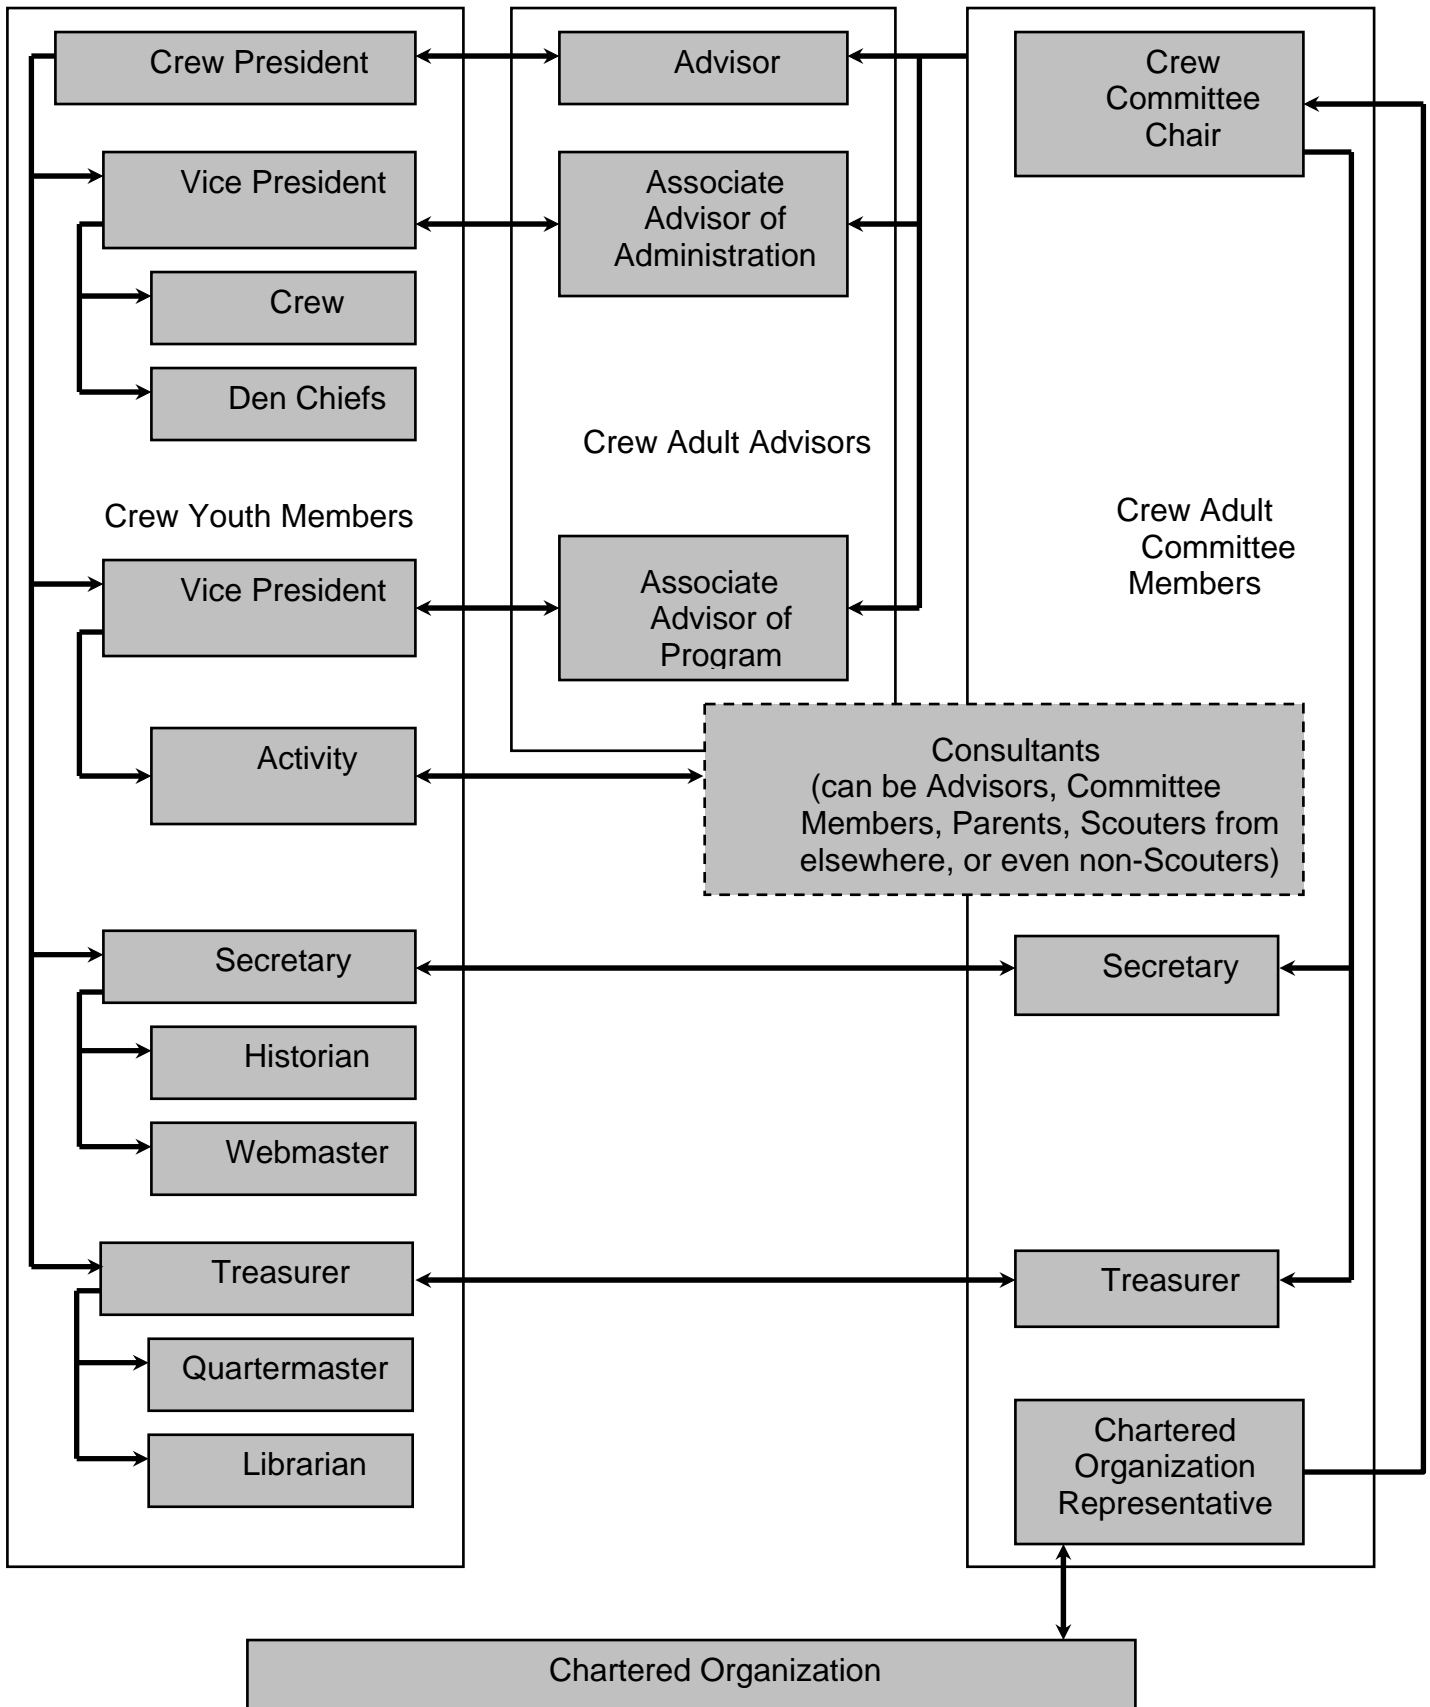 Crew President
Vice President
Crew
Den Chiefs
Crew Youth Members
Vice President
Activity
Secretary
Historian
Webmaster
Treasurer
Quartermaster
Librarian
Advisor
Associate
Advisor of
Administration
Crew Adult Advisors
Associate
Advisor of
Program
Consultants
(can be Advisors, Committee
Members, Parents, Scouters from
elsewhere, or even non-Scouters)
Crew
Committee
Chair
Crew Adult
Committee
Members
Secretary
Treasurer
Chartered
Organization
Representative
Chartered Organization